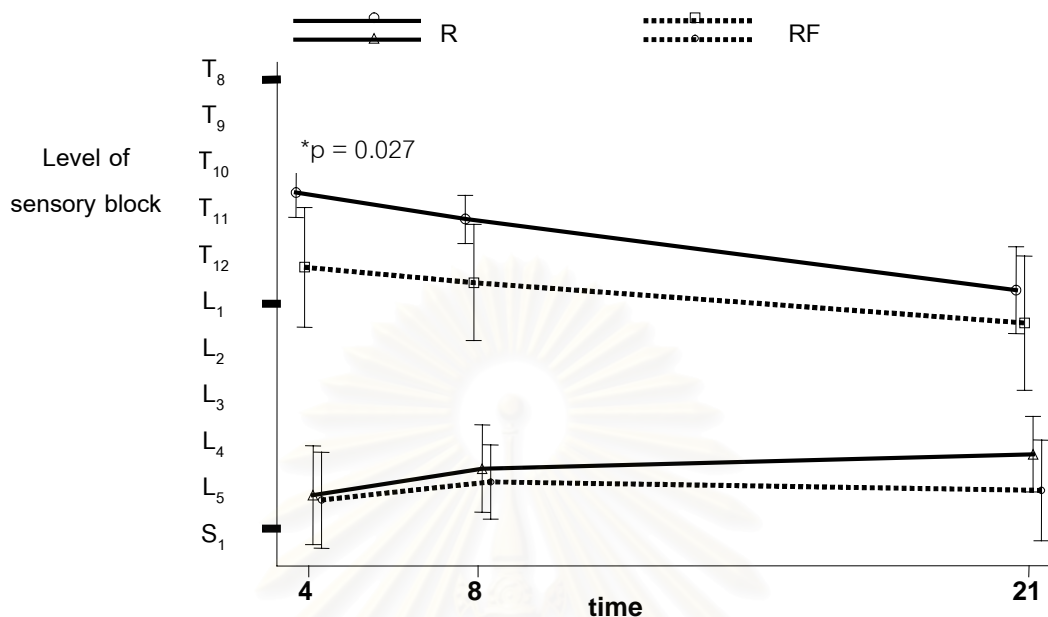 R RF
T8
T9
T10
T11
T12
L1
L2
L3
L4
L5
S1
Level of
sensory block
*p = 0.027
4 8 21
time